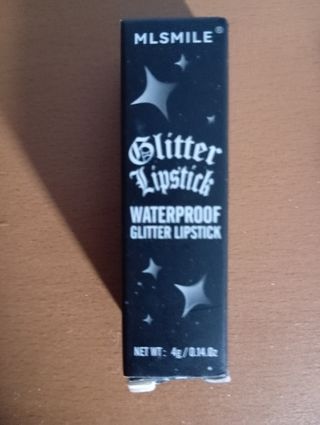 MLSMILE®
Glitter
Lipstick
WATERPROOF
GLITTER LIPSTICK
NET WT: 4g / 0.14.Oz